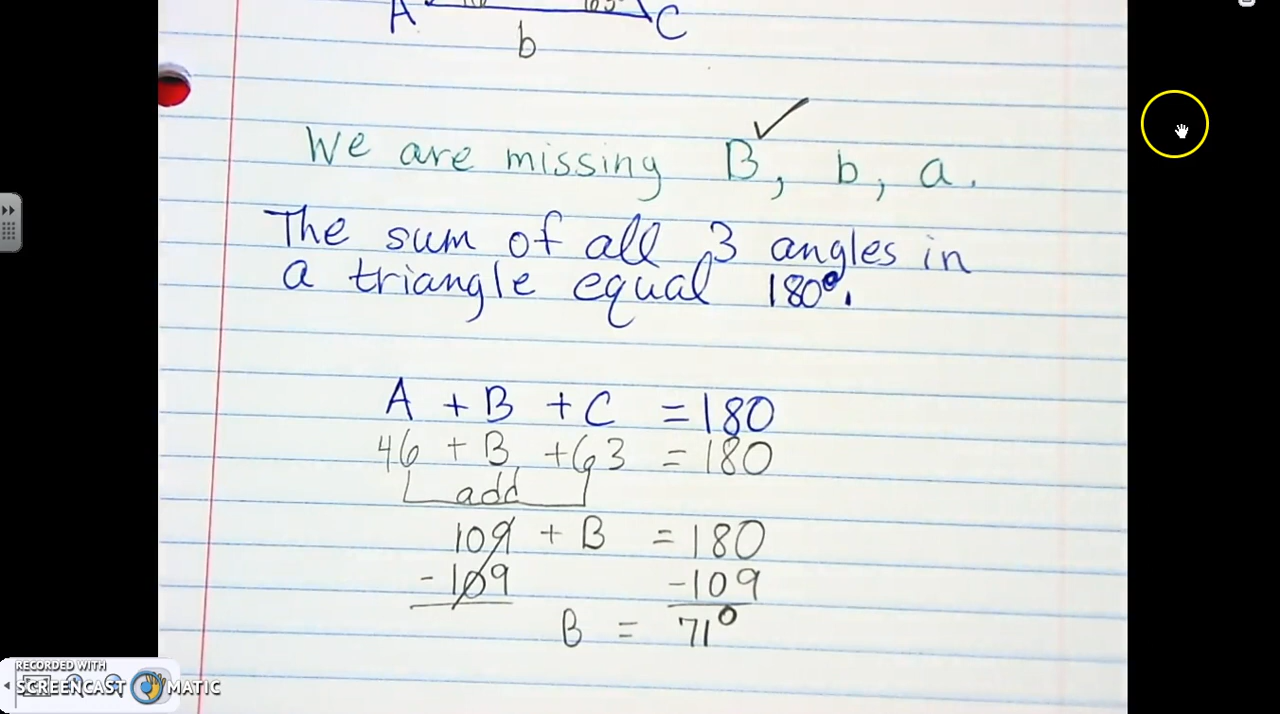 A C
b
We are missing B, b, a.
The sum of all 3 angles in
a triangle equal 180°.
A + B + C = 180
46 + B + 63 = 180
add
109 + B = 180
-109 -109
B = 71°
RECORDED WITH
SCREENCAST MATIC